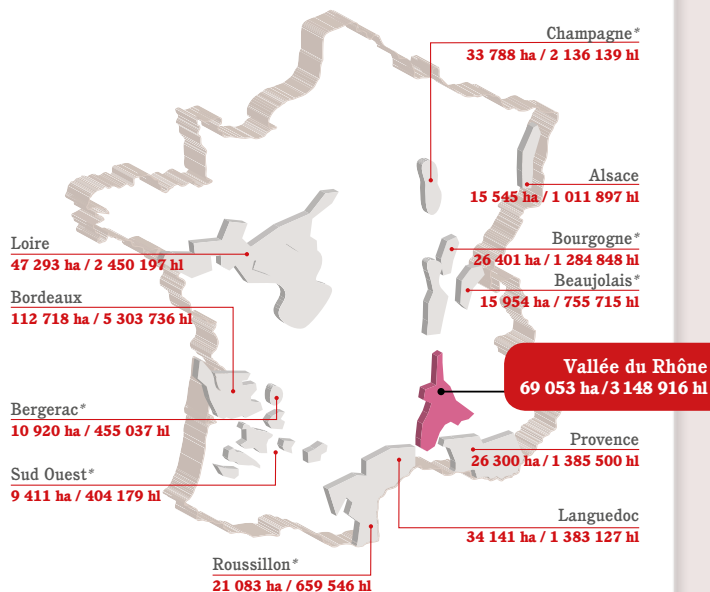 Champagne*
33 788 ha / 2 136 139 hl
Alsace
15 545 ha / 1 011 897 hl
Loire
47 293 ha / 2 450 197 hl
Bourgogne*
26 401 ha / 1 284 848 hl
Beaujolais*
15 954 ha / 755 715 hl
Bordeaux
112 718 ha / 5 303 736 hl
Vallée du Rhône
69 053 ha / 3 148 916 hl
Bergerac*
10 920 ha / 455 037 hl
Provence
26 300 ha / 1 385 500 hl
Sud Ouest*
9 411 ha / 404 179 hl
Languedoc
34 141 ha / 1 383 127 hl
Roussillon*
21 083 ha / 659 546 hl